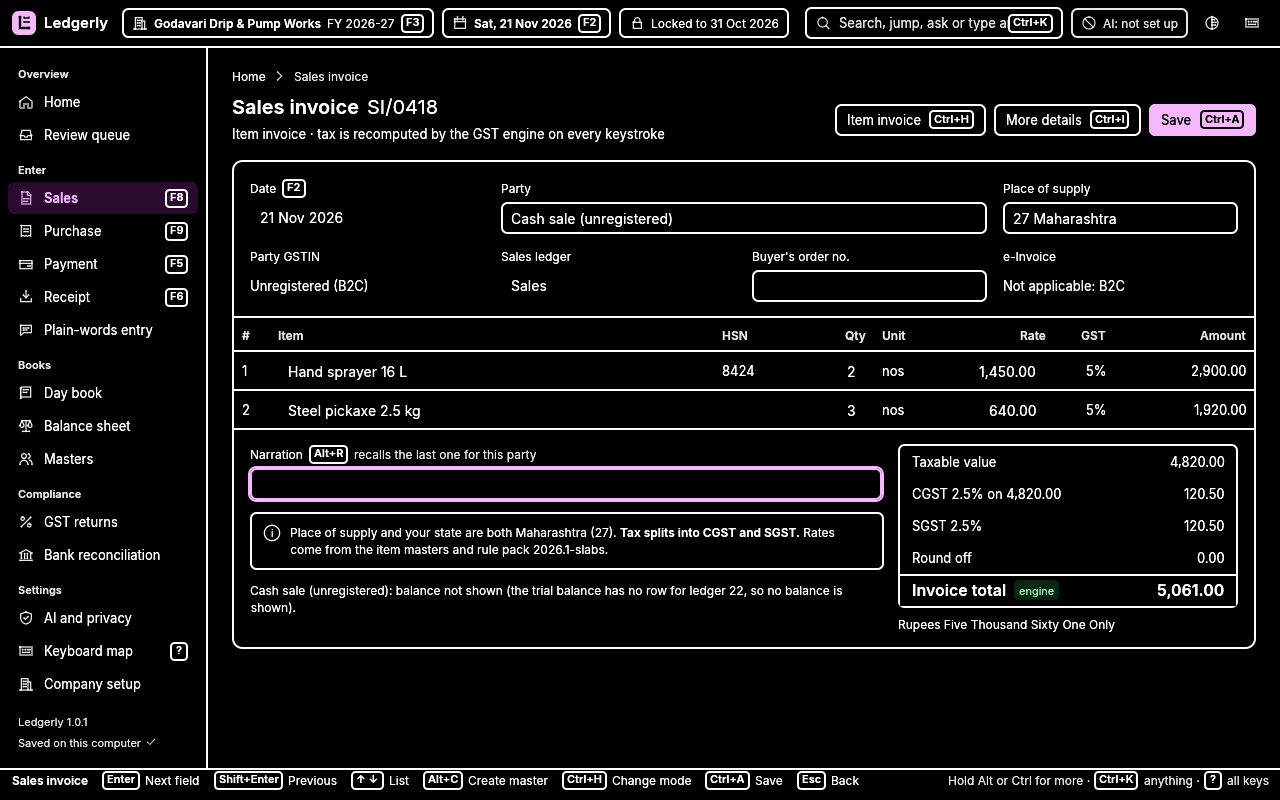 Ledgerly
Godavari Drip & Pump Works FY 2026-27 F3
Sat, 21 Nov 2026 F2
Locked to 31 Oct 2026
Search, jump, ask or type a Ctrl+K
AI: not set up
Overview
Home
Review queue
Enter
Sales F8
Purchase F9
Payment F5
Receipt F6
Plain-words entry
Books
Day book
Balance sheet
Masters
Compliance
GST returns
Bank reconciliation
Settings
AI and privacy
Keyboard map ?
Company setup
Ledgerly 1.0.1
Saved on this computer
Home > Sales invoice
Sales invoice SI/0418
Item invoice · tax is recomputed by the GST engine on every keystroke
Item invoice Ctrl+H
More details Ctrl+I
Save Ctrl+A
Date F2
21 Nov 2026
Party
Cash sale (unregistered)
Place of supply
27 Maharashtra
Party GSTIN
Unregistered (B2C)
Sales ledger
Sales
Buyer's order no.
e-Invoice
Not applicable: B2C
# Item HSN Qty Unit Rate GST Amount
1 Hand sprayer 16 L 8424 2 nos 1,450.00 5% 2,900.00
2 Steel pickaxe 2.5 kg 3 nos 640.00 5% 1,920.00
Narration Alt+R recalls the last one for this party
Place of supply and your state are both Maharashtra (27). Tax splits into CGST and SGST. Rates
come from the item masters and rule pack 2026.1-slabs.
Cash sale (unregistered): balance not shown (the trial balance has no row for ledger 22, so no balance is
shown).
Taxable value 4,820.00
CGST 2.5% on 4,820.00 120.50
SGST 2.5% 120.50
Round off 0.00
Invoice total engine 5,061.00
Rupees Five Thousand Sixty One Only
Sales invoice Enter Next field Shift+Enter Previous ↑ ↓ List Alt+C Create master Ctrl+H Change mode Ctrl+A Save Esc Back
Hold Alt or Ctrl for more · Ctrl+K anything · ? all keys